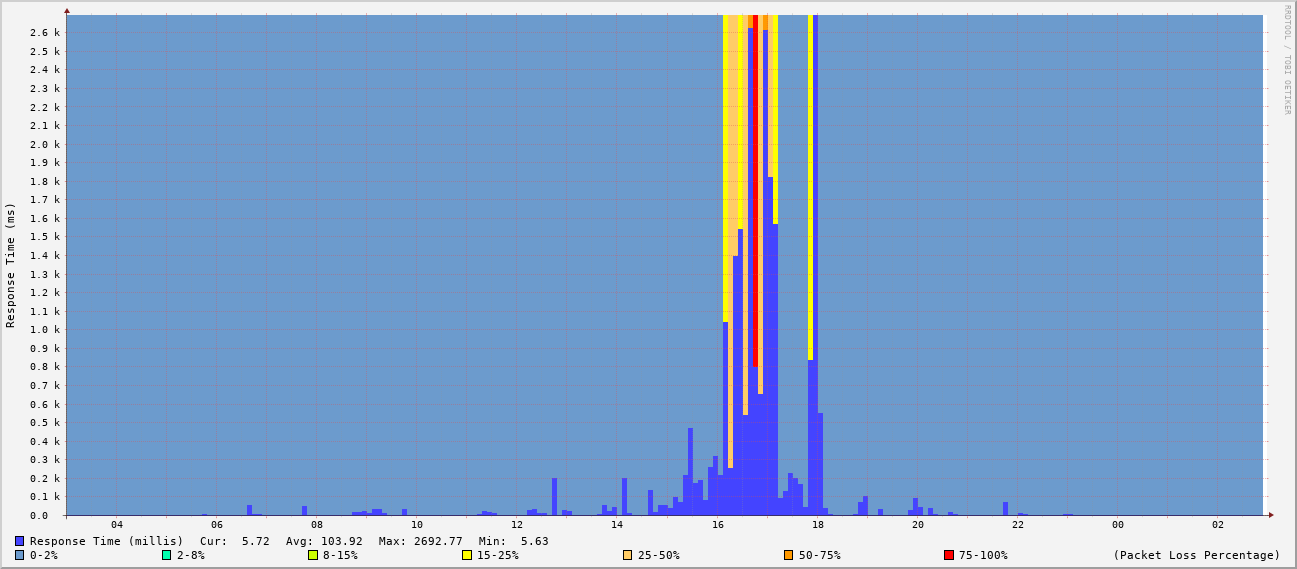 RRDTOOL / TOBI OETIKER
Response Time (ms)
2.6 k
2.5 k
2.4 k
2.3 k
2.2 k
2.1 k
2.0 k
1.9 k
1.8 k
1.7 k
1.6 k
1.5 k
1.4 k
1.3 k
1.2 k
1.1 k
1.0 k
0.9 k
0.8 k
0.7 k
0.6 k
0.5 k
0.4 k
0.3 k
0.2 k
0.1 k
0.0
04 06 08 10 12 14 16 18 20 22 00 02
Response Time (millis) Cur: 5.72 Avg: 103.92 Max: 2692.77 Min: 5.63
0-2% 2-8% 8-15% 15-25% 25-50% 50-75% 75-100% (Packet Loss Percentage)